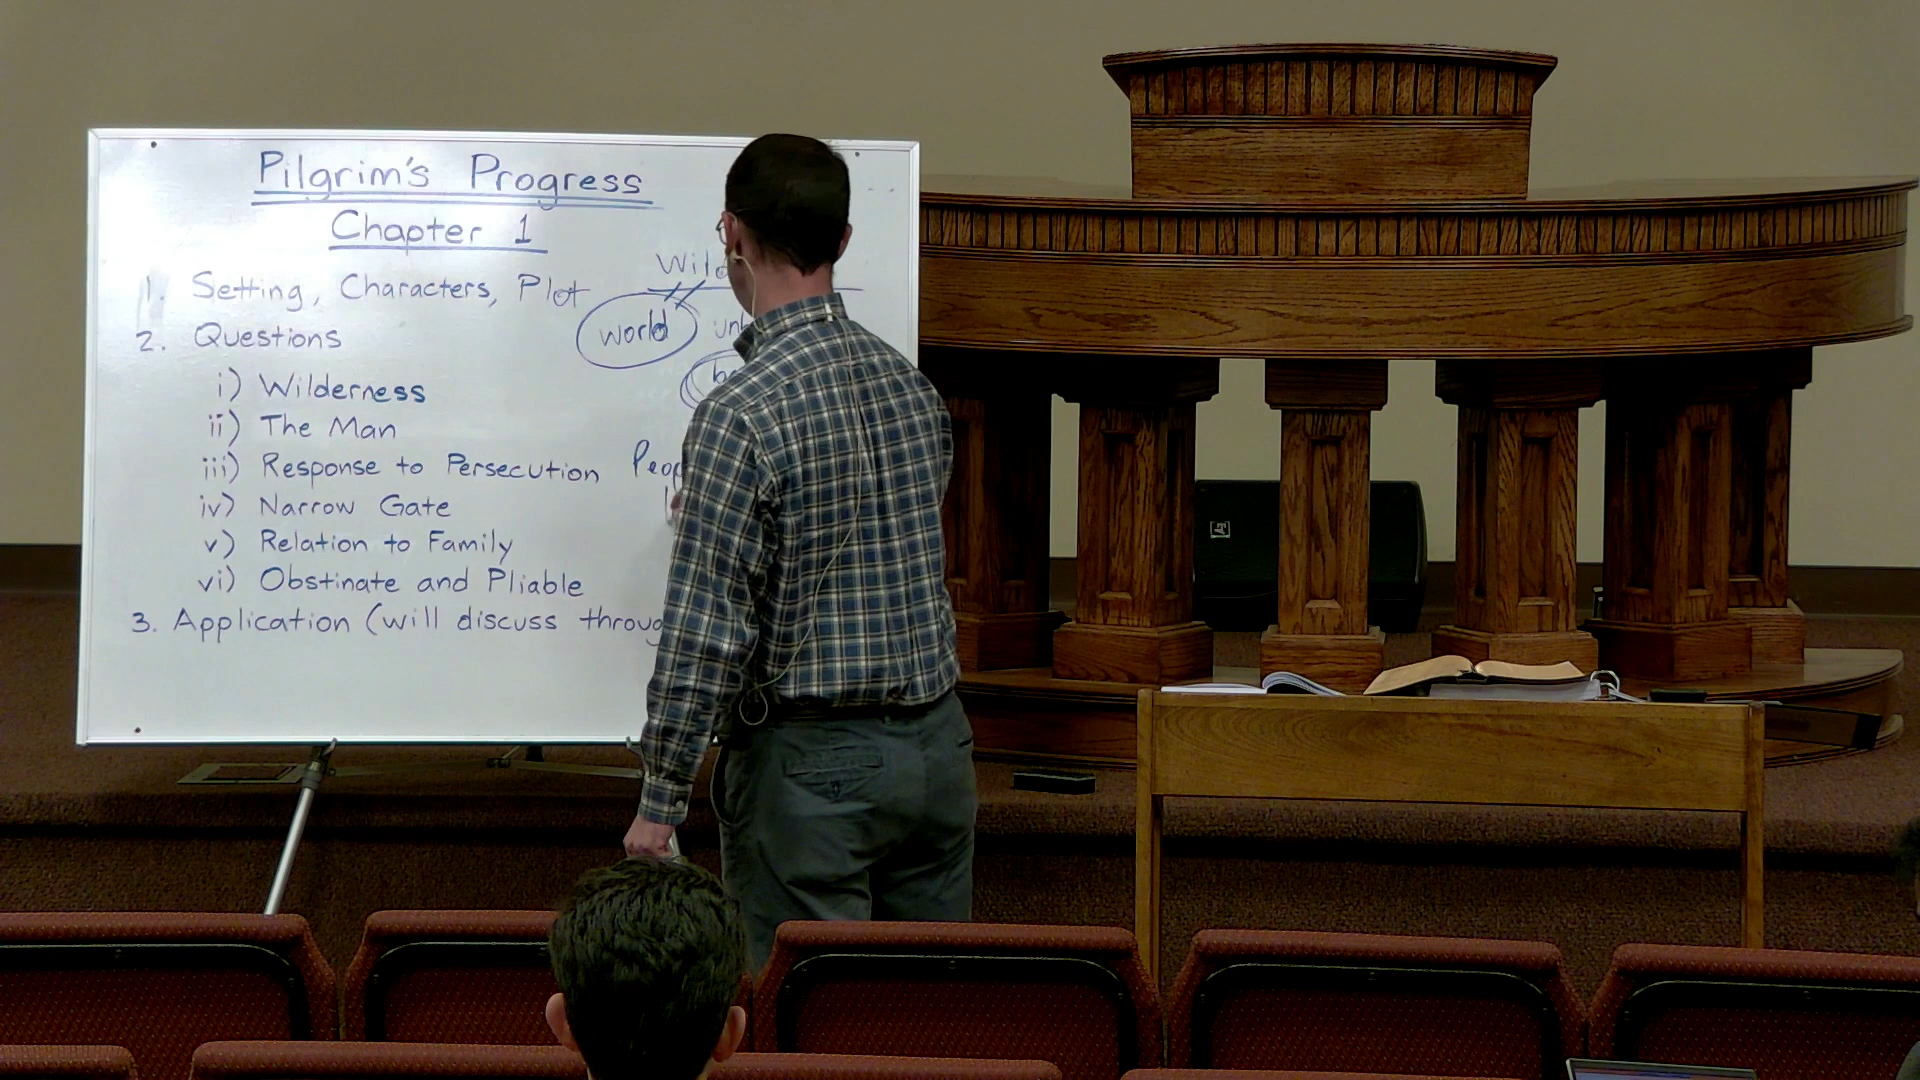 Pilgrim's Progress
Chapter 1
1. Setting, Characters, Plot
2. Questions
i) Wilderness
ii) The Man
iii) Response to Persecution
iv) Narrow Gate
v) Relation to Family
vi) Obstinate and Pliable
3. Application (will discuss
world